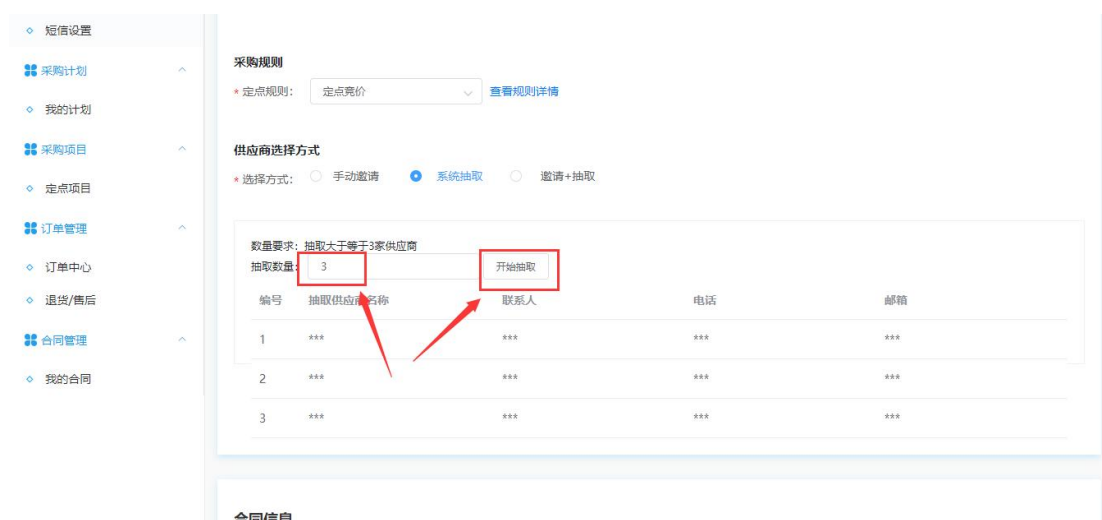 短信设置
采购计划
我的计划
采购项目
定点项目
订单管理
订单中心
退货/售后
合同管理
我的合同
采购规则
* 定点规则： 定点竞价 查看规则详情
供应商选择方式
* 选择方式： 手动邀请 系统抽取 邀请+抽取
数量要求：抽取大于等于3家供应商
抽取数量： 3 开始抽取
编号 抽取供应商名称 联系人 电话 邮箱
1 *** *** *** ***
2 *** *** *** ***
3 *** *** *** ***
合同信息